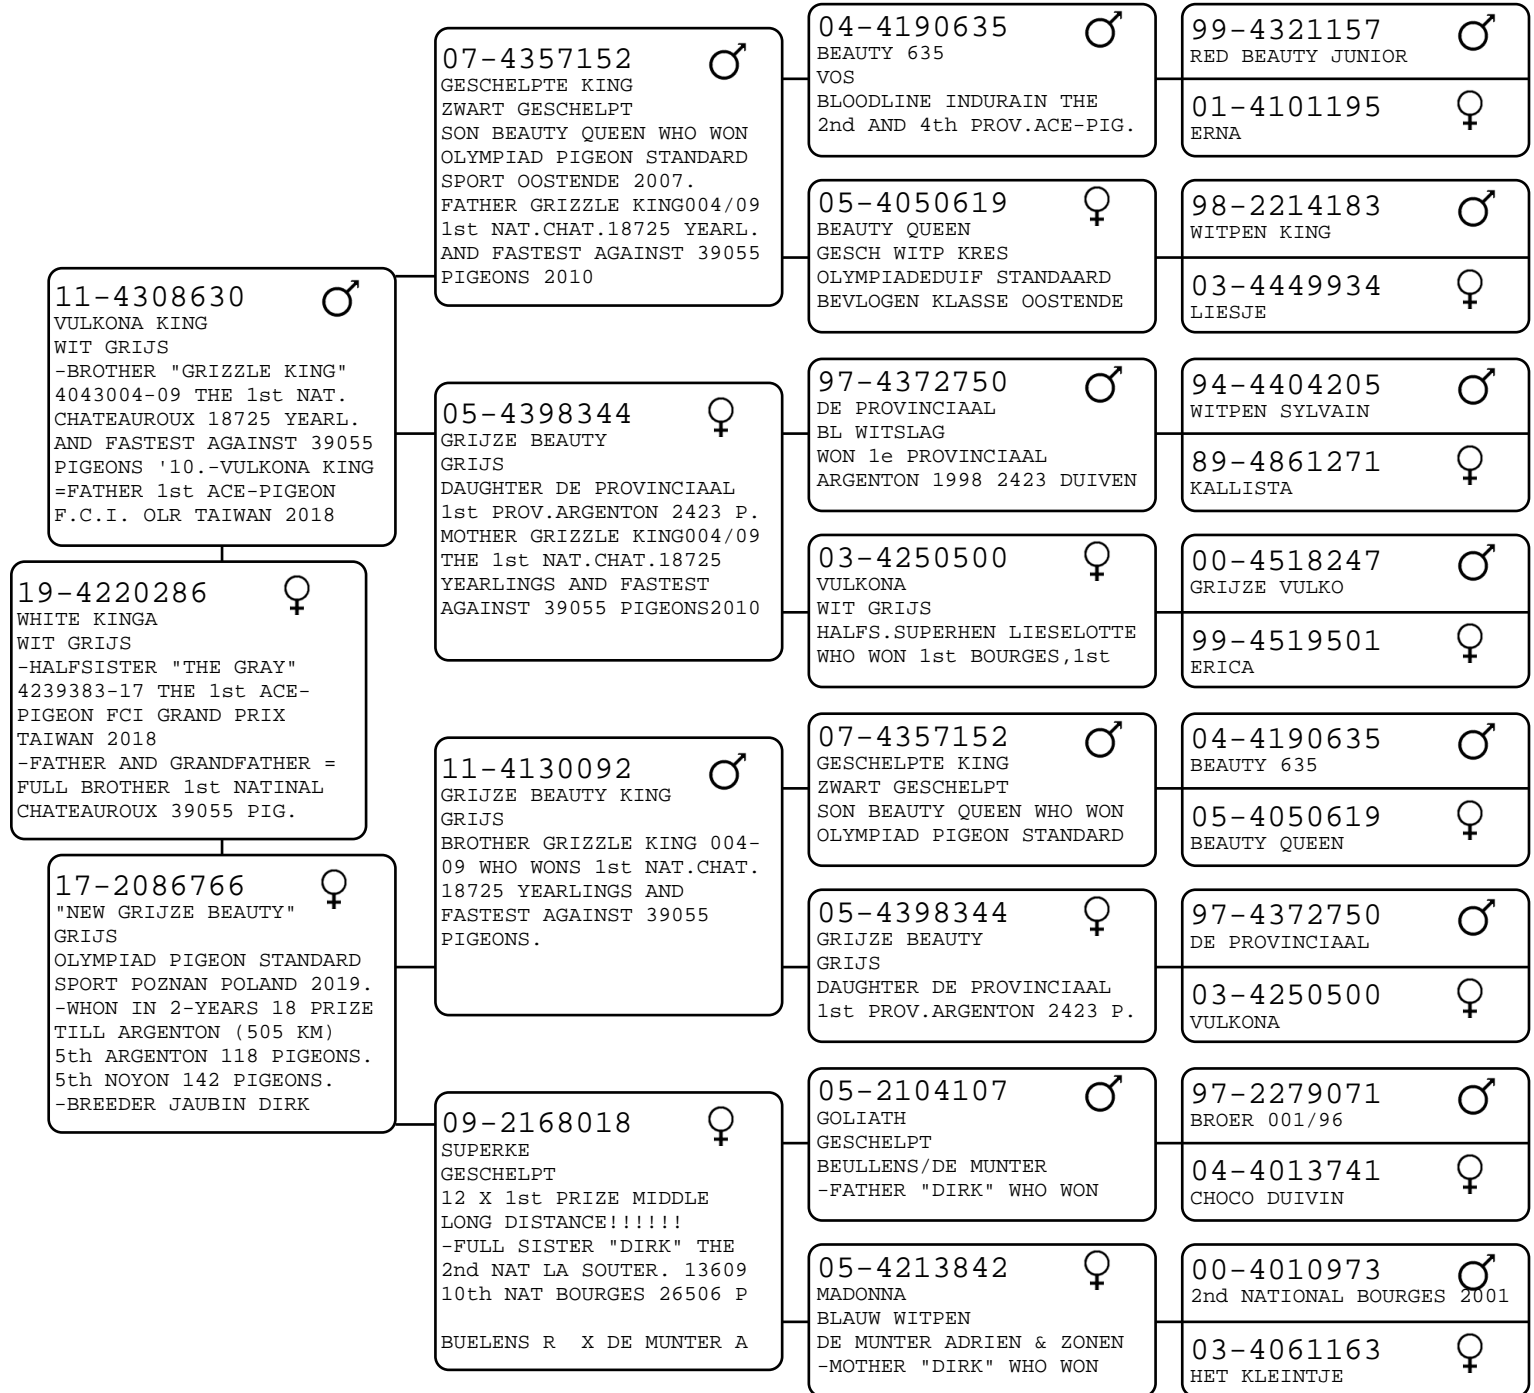 19-4220286
WHITE KINGA
WIT GRIJS
-HALFSISTER "THE GRAY"
4239383-17 THE 1st ACE-
PIGEON FCI GRAND PRIX
TAIWAN 2018
-FATHER AND GRANDFATHER =
FULL BROTHER 1st NATINAL
CHATEAUROUX 39055 PIG.
11-4308630
VULKONA KING
WIT GRIJS
-BROTHER "GRIZZLE KING"
4043004-09 THE 1st NAT.
CHATEAUROUX 18725 YEARL.
AND FASTEST AGAINST 39055
PIGEONS '10.-VULKONA KING
=FATHER 1st ACE-PIGEON
F.C.I. OLR TAIWAN 2018
17-2086766
"NEW GRIJZE BEAUTY"
GRIJS
OLYMPIAD PIGEON STANDARD
SPORT POZNAN POLAND 2019.
-WHON IN 2-YEARS 18 PRIZE
TILL ARGENTON (505 KM)
5th ARGENTON 118 PIGEONS.
5th NOYON 142 PIGEONS.
-BREEDER JAUBIN DIRK
07-4357152
GESCHELPTE KING
ZWART GESCHELPT
SON BEAUTY QUEEN WHO WON
OLYMPIAD PIGEON STANDARD
SPORT OOSTENDE 2007.
FATHER GRIZZLE KING004/09
1st NAT.CHAT.18725 YEARL.
AND FASTEST AGAINST 39055
PIGEONS 2010
05-4398344
GRIJZE BEAUTY
GRIJS
DAUGHTER DE PROVINCIAAL
1st PROV.ARGENTON 2423 P.
MOTHER GRIZZLE KING004/09
THE 1st NAT.CHAT.18725
YEARLINGS AND FASTEST
AGAINST 39055 PIGEONS2010
11-4130092
GRIJZE BEAUTY KING
GRIJS
BROTHER GRIZZLE KING 004-
09 WHO WONS 1st NAT.CHAT.
18725 YEARLINGS AND
FASTEST AGAINST 39055
PIGEONS.
09-2168018
SUPERKE
GESCHELPT
12 X 1st PRIZE MIDDLE
LONG DISTANCE!!!!!!
-FULL SISTER "DIRK" THE
2nd NAT LA SOUTER. 13609
10th NAT BOURGES 26506 P
BUELENS R  X DE MUNTER A
04-4190635
BEAUTY 635
VOS
BLOODLINE INDURAIN THE
2nd AND 4th PROV.ACE-PIG.
05-4050619
BEAUTY QUEEN
GESCH WITP KRES
OLYMPIADEDUIF STANDAARD
BEVLOGEN KLASSE OOSTENDE
97-4372750
DE PROVINCIAAL
BL WITSLAG
WON 1e PROVINCIAAL
ARGENTON 1998 2423 DUIVEN
03-4250500
VULKONA
WIT GRIJS
HALFS.SUPERHEN LIESELOTTE
WHO WON 1st BOURGES,1st
07-4357152
GESCHELPTE KING
ZWART GESCHELPT
SON BEAUTY QUEEN WHO WON
OLYMPIAD PIGEON STANDARD
05-4398344
GRIJZE BEAUTY
GRIJS
DAUGHTER DE PROVINCIAAL
1st PROV.ARGENTON 2423 P.
05-2104107
GOLIATH
GESCHELPT
BEULLENS/DE MUNTER
-FATHER "DIRK" WHO WON
05-4213842
MADONNA
BLAUW WITPEN
DE MUNTER ADRIEN & ZONEN
-MOTHER "DIRK" WHO WON
99-4321157
RED BEAUTY JUNIOR
01-4101195
ERNA
98-2214183
WITPEN KING
03-4449934
LIESJE
94-4404205
WITPEN SYLVAIN
89-4861271
KALLISTA
00-4518247
GRIJZE VULKO
99-4519501
ERICA
04-4190635
BEAUTY 635
05-4050619
BEAUTY QUEEN
97-4372750
DE PROVINCIAAL
03-4250500
VULKONA
97-2279071
BROER 001/96
04-4013741
CHOCO DUIVIN
00-4010973
2nd NATIONAL BOURGES 2001
03-4061163
HET KLEINTJE